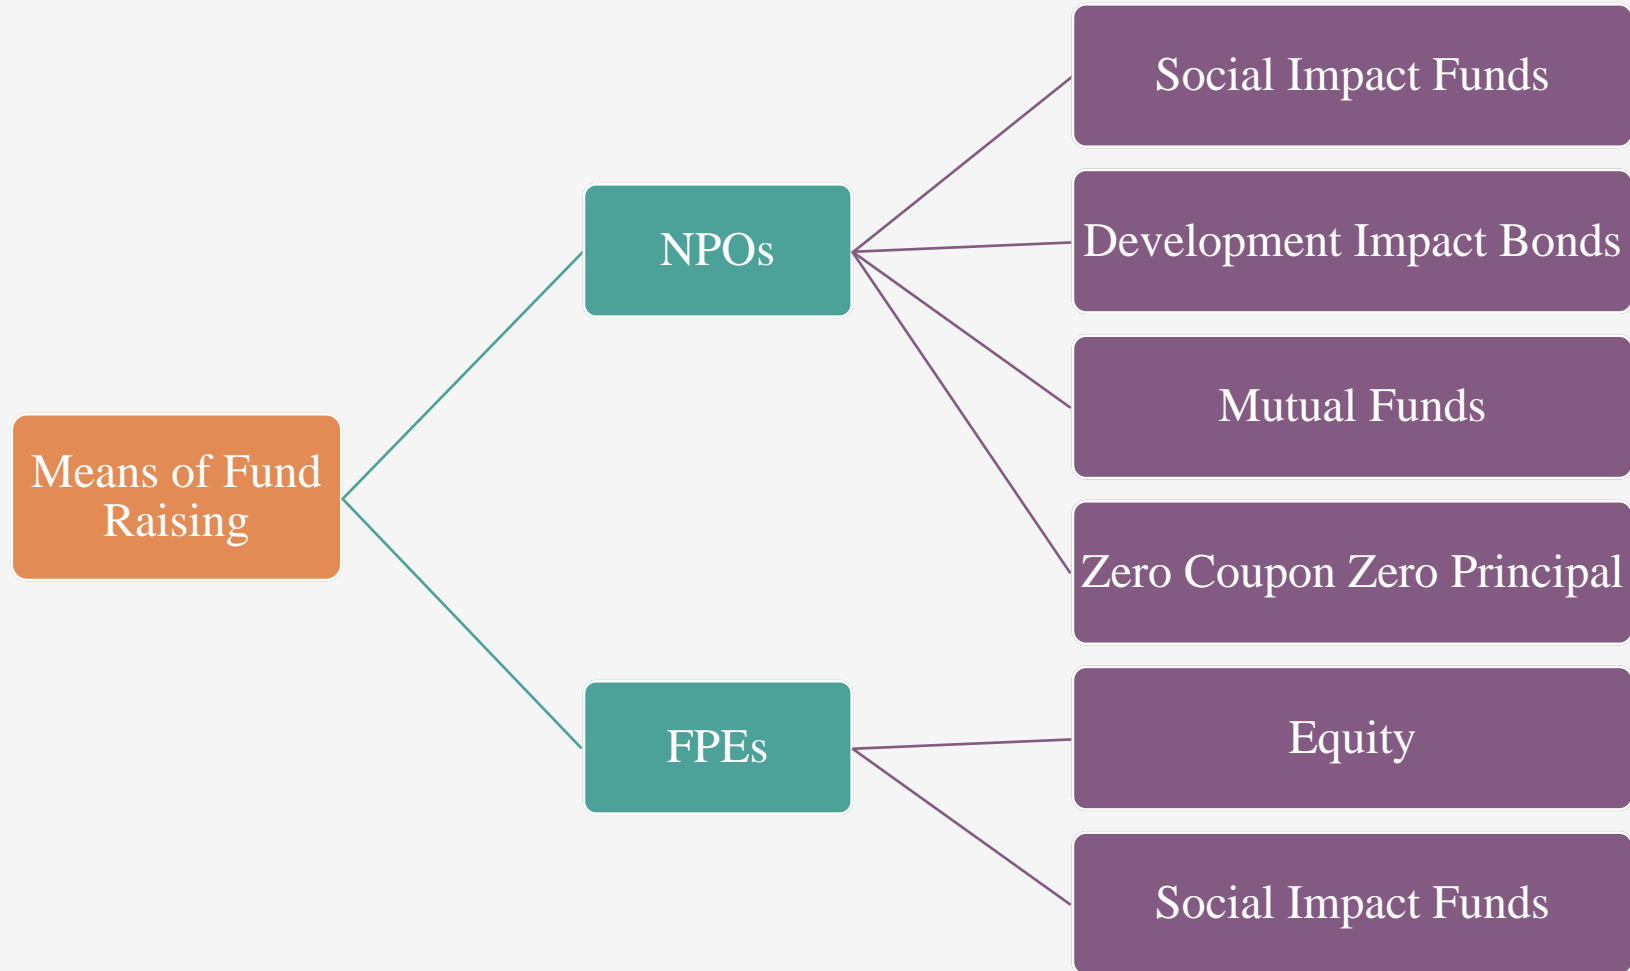 Means of Fund
Raising
NPOs
Social Impact Funds
Development Impact Bonds
Mutual Funds
Zero Coupon Zero Principal
FPEs
Equity
Social Impact Funds